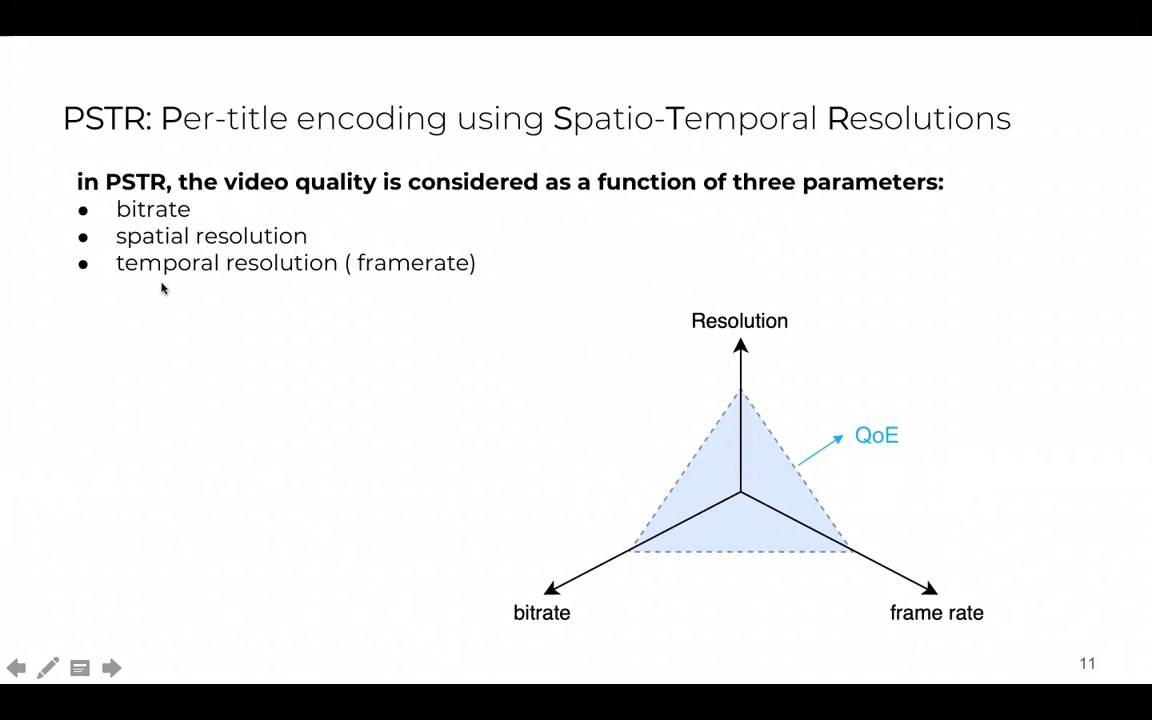 PSTR: Per-title encoding using Spatio-Temporal Resolutions
in PSTR, the video quality is considered as a function of three parameters:
● bitrate
● spatial resolution
● temporal resolution ( framerate)
Resolution
QoE
bitrate
frame rate
11